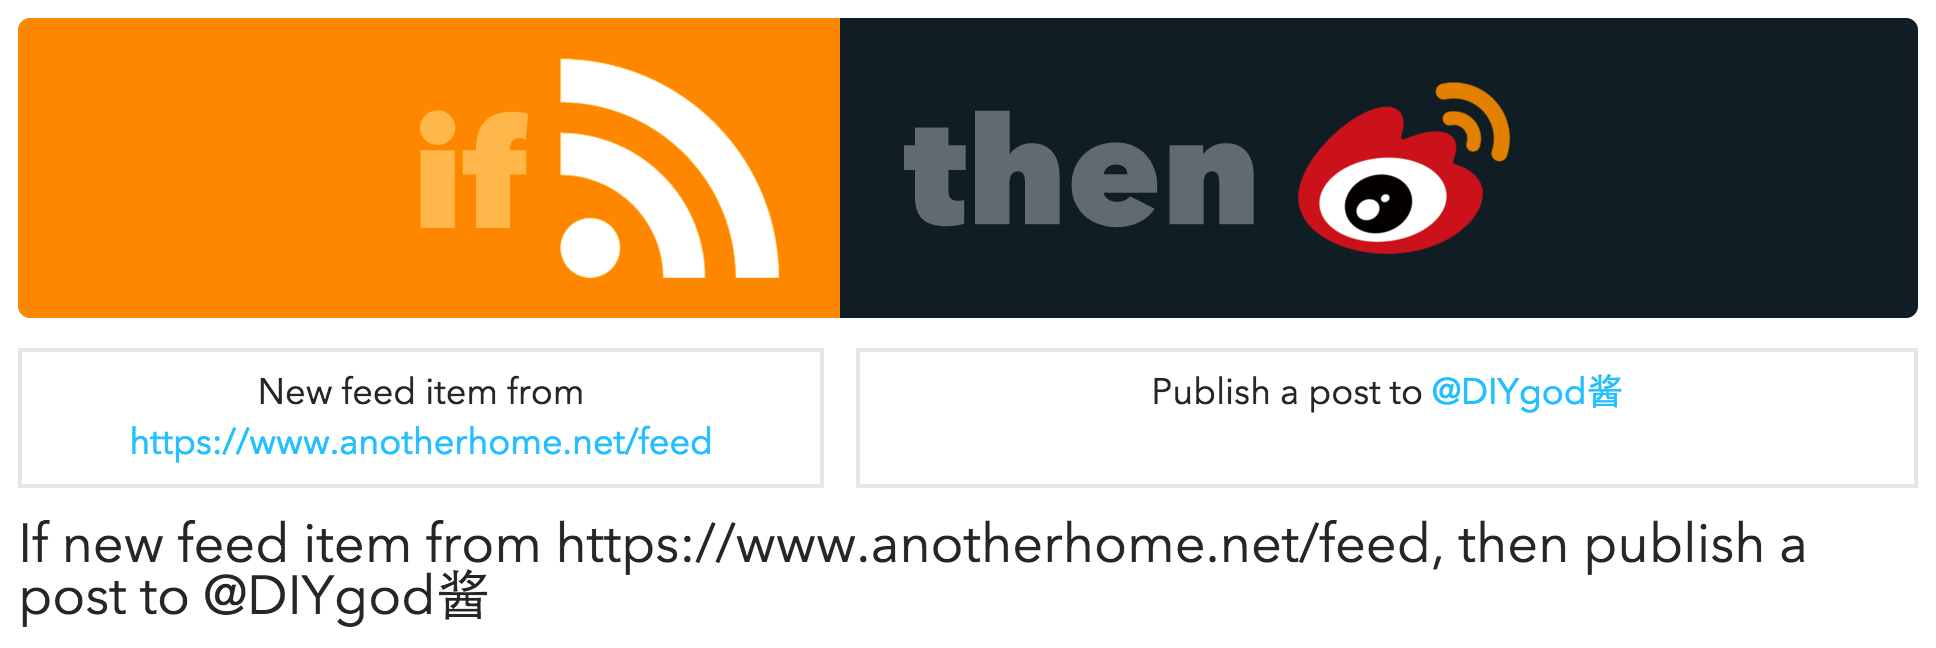 if then
New feed item from
https://www.anotherhome.net/feed
Publish a post to @DIYgod酱
If new feed item from https://www.anotherhome.net/feed, then publish a
post to @DIYgod酱